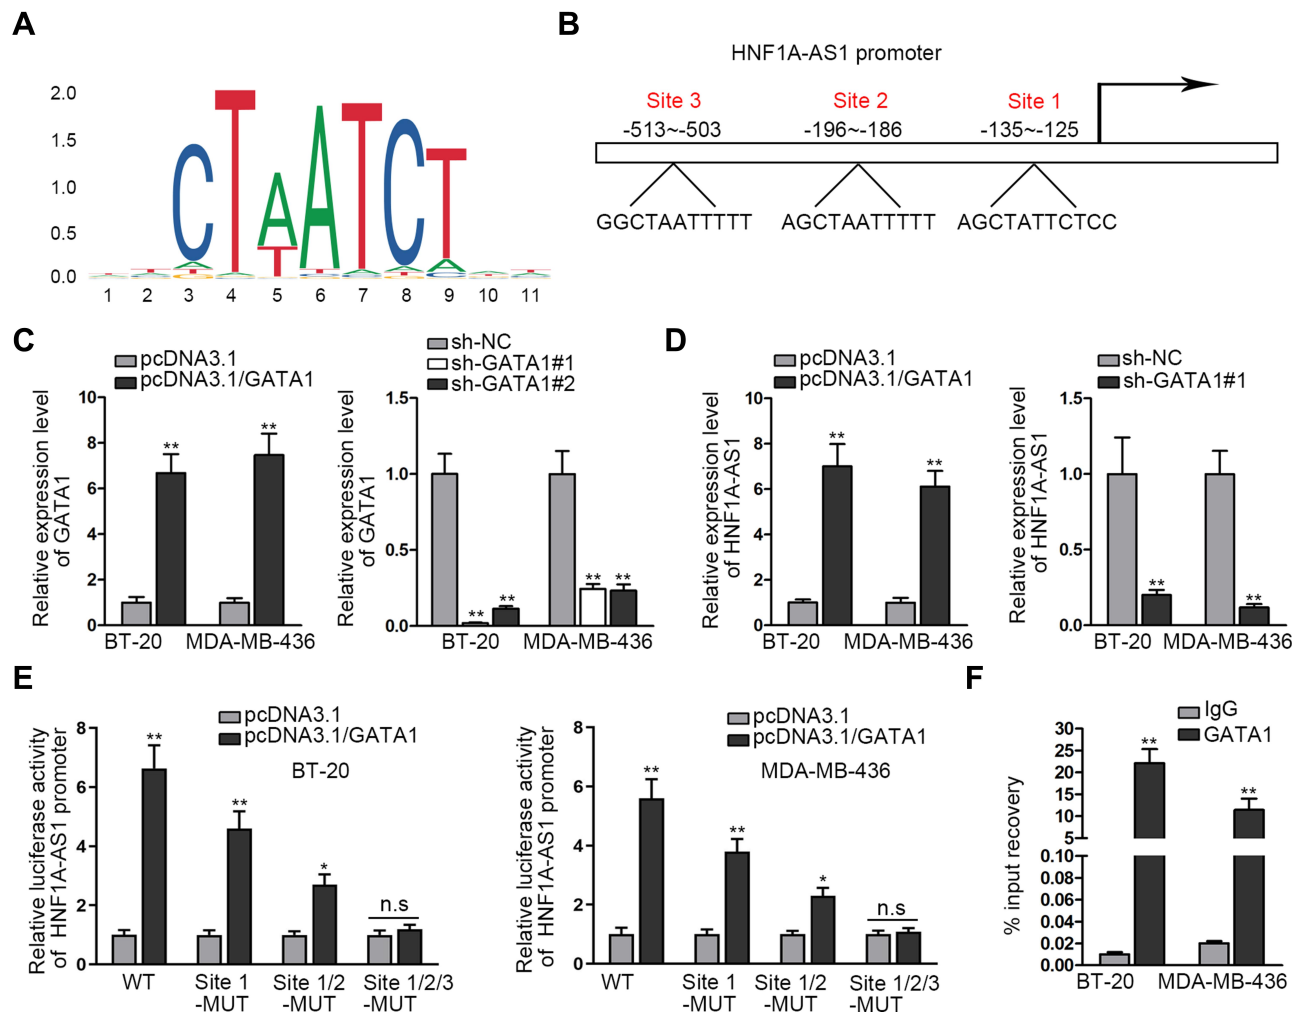 A
2.0
1.5
1.0
0.5
0.0
CTAATCT
T
1 2 3 4 5 6 7 8 9 10 11
B
HNF1A-AS1 promoter
Site 3 Site 2 Site 1
-513~-503 -196~-186 -135~-125
GGCTAATTTTT AGCTAATTTTT AGCTATTCTCC
C
pcDNA3.1
pcDNA3.1/GATA1
Relative expression level
of GATA1
10
8
6
4
2
0
** **
BT-20 MDA-MB-436
sh-NC
sh-GATA1#1
sh-GATA1#2
Relative expression level
of GATA1
1.5
1.0
0.5
0.0
** ** ** **
BT-20 MDA-MB-436
D
pcDNA3.1
pcDNA3.1/GATA1
Relative expression level
of HNF1A-AS1
10
8
6
4
2
0
** **
BT-20 MDA-MB-436
sh-NC
sh-GATA1#1
Relative expression level
of HNF1A-AS1
1.5
1.0
0.5
0.0
** **
BT-20 MDA-MB-436
E
pcDNA3.1
pcDNA3.1/GATA1
BT-20
Relative luciferase activity
of HNF1A-AS1 promoter
8
6
4
2
0
** ** * n.s
WT Site 1 Site 1/2 Site 1/2/3
-MUT -MUT -MUT
pcDNA3.1
pcDNA3.1/GATA1
MDA-MB-436
Relative luciferase activity
of HNF1A-AS1 promoter
8
6
4
2
0
** ** * n.s
WT Site 1 Site 1/2 Site 1/2/3
-MUT -MUT -MUT
F
IgG
GATA1
% input recovery
30
25
20
15
10
5
0.10
0.08
0.06
0.04
0.02
0.00
** **
BT-20 MDA-MB-436